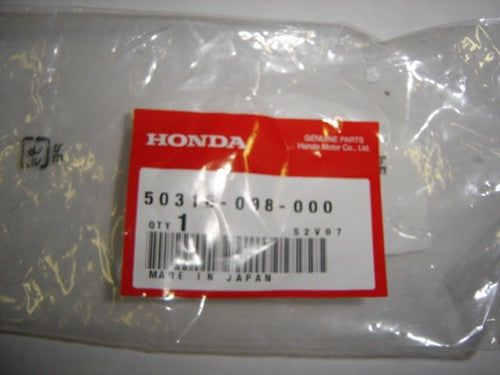 HONDA
GENUINE PARTS
Honda Motor Co., Ltd.
QTY 1
S2V07
MADE IN JAPAN